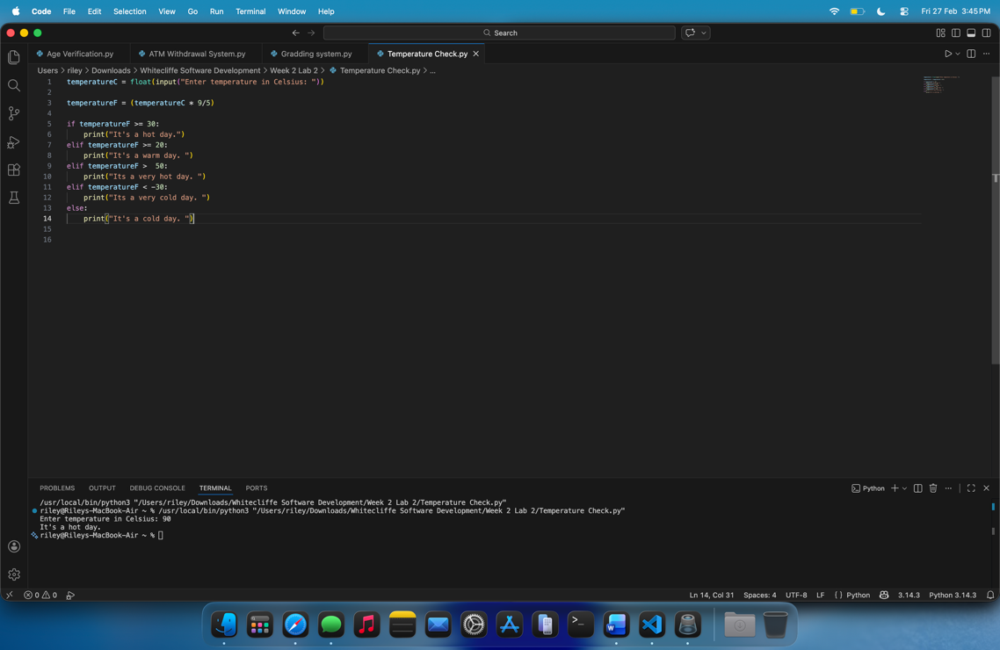 Code File Edit Selection View Go Run Terminal Window Help Fri 27 Feb 3:45 PM
Search
Age Verification.py ATM Withdrawal System.py Gradding system.py Temperature Check.py
Users > riley > Downloads > Whitecliffe Software Development > Week 2 Lab 2 > Temperature Check.py > ...
1 temperatureC = float(input("Enter temperature in Celsius: "))
2
3 temperatureF = (temperatureC * 9/5)
4
5 if temperatureF >= 30:
6     print("It's a hot day.")
7 elif temperatureF >= 20:
8     print("It's a warm day. ")
9 elif temperatureF >  50:
10     print("Its a very hot day. ")
11 elif temperatureF < -30:
12     print("Its a very cold day. ")
13 else:
14     print("It's a cold day. ")
15
16
PROBLEMS OUTPUT DEBUG CONSOLE TERMINAL PORTS Python
/usr/local/bin/python3 "/Users/riley/Downloads/Whitecliffe Software Development/Week 2 Lab 2/Temperature Check.py"
riley@Rileys-MacBook-Air ~ % /usr/local/bin/python3 "/Users/riley/Downloads/Whitecliffe Software Development/Week 2 Lab 2/Temperature Check.py"
Enter temperature in Celsius: 90
It's a hot day.
riley@Rileys-MacBook-Air ~ %
0 0 Ln 14, Col 31 Spaces: 4 UTF-8 LF { } Python 3.14.3 Python 3.14.3